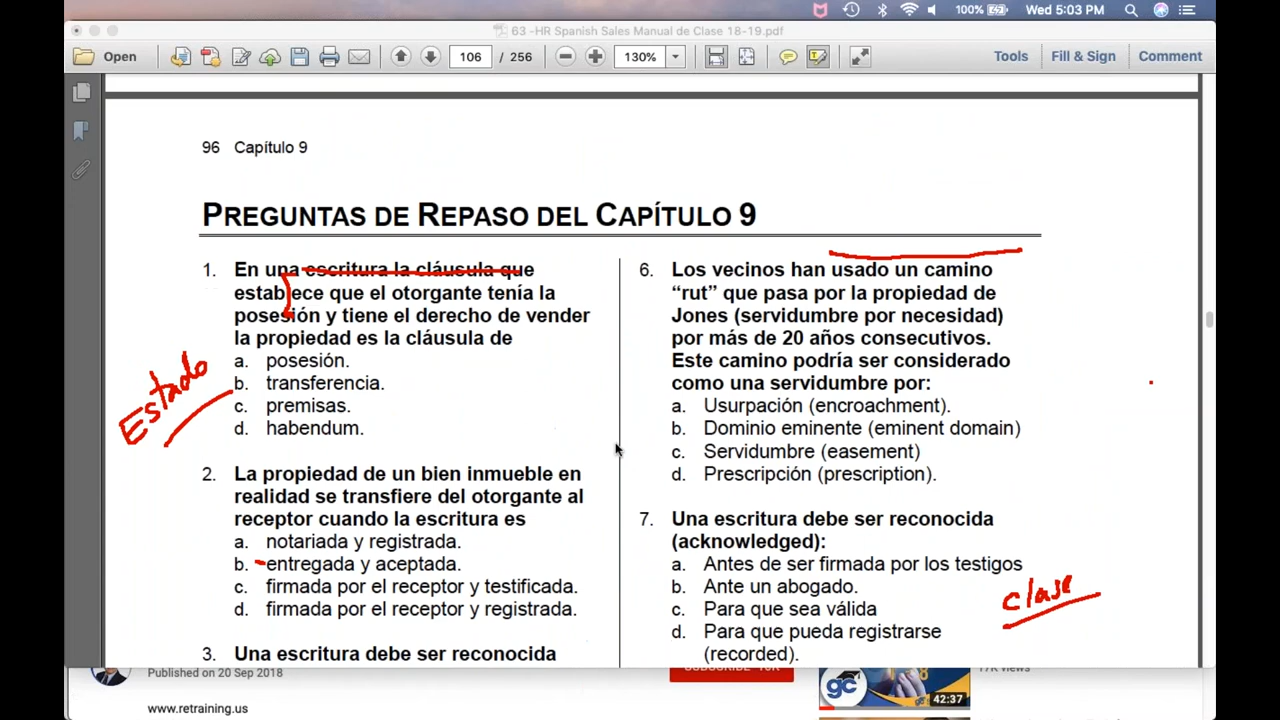 100% Wed 5:03 PM
63 -HR Spanish Sales Manual de Clase 18-19.pdf
Open 106 / 256 130% Tools Fill & Sign Comment
96 Capítulo 9
PREGUNTAS DE REPASO DEL CAPÍTULO 9
1. En una escritura la cláusula que
establece que el otorgante tenía la
posesión y tiene el derecho de vender
la propiedad es la cláusula de
a. posesión.
b. transferencia.
c. premisas.
d. habendum.
Estado
2. La propiedad de un bien inmueble en
realidad se transfiere del otorgante al
receptor cuando la escritura es
a. notariada y registrada.
b. entregada y aceptada.
c. firmada por el receptor y testificada.
d. firmada por el receptor y registrada.
3. Una escritura debe ser reconocida
6. Los vecinos han usado un camino
“rut” que pasa por la propiedad de
Jones (servidumbre por necesidad)
por más de 20 años consecutivos.
Este camino podría ser considerado
como una servidumbre por:
a. Usurpación (encroachment).
b. Dominio eminente (eminent domain)
c. Servidumbre (easement)
d. Prescripción (prescription).
7. Una escritura debe ser reconocida
(acknowledged):
a. Antes de ser firmada por los testigos
b. Ante un abogado.
c. Para que sea válida
d. Para que pueda registrarse
(recorded).
clase
Published on 20 Sep 2018
www.retraining.us
gc
42:37
17K views